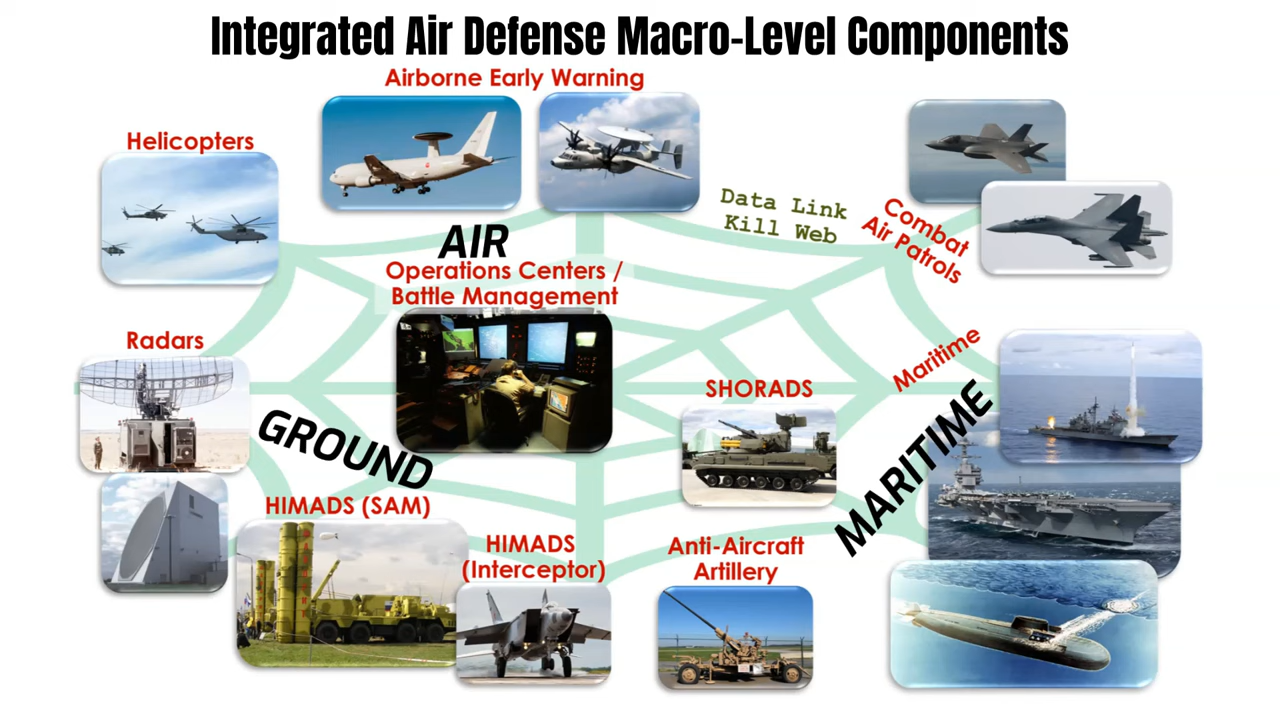 Integrated Air Defense Macro-Level Components
Airborne Early Warning
Helicopters
Data Link
Kill Web
Combat
Air Patrols
AIR
Operations Centers /
Battle Management
Radars
Maritime
SHORADS
GROUND
MARITIME
HIMADS (SAM)
HIMADS
(Interceptor)
Anti-Aircraft
Artillery